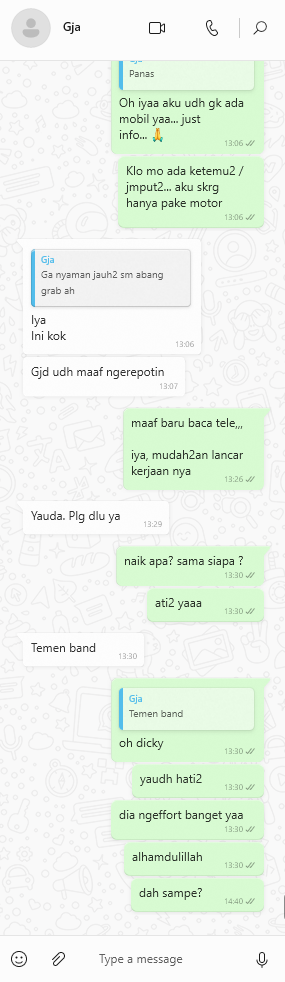 Gja
Gja
Panas
Oh iyaa aku udh gk ada
mobil yaa... just
info... 🙏
13:06
Klo mo ada ketemu2 /
jmput2... aku skrg
hanya pake motor
13:06
Gja
Ga nyaman jauh2 sm abang
grab ah
Iya
Ini kok
13:06
Gjd udh maaf ngerepotin
13:07
maaf baru baca tele,,,
iya, mudah2an lancar
kerjaan nya
13:26
Yauda. Plg dlu ya
13:29
naik apa? sama siapa ?
13:30
ati2 yaaa
13:30
Temen band
13:30
Gja
Temen band
oh dicky
13:30
yaudh hati2
13:30
dia ngeffort banget yaa
13:30
alhamdulillah
13:30
dah sampe?
14:40
Type a message